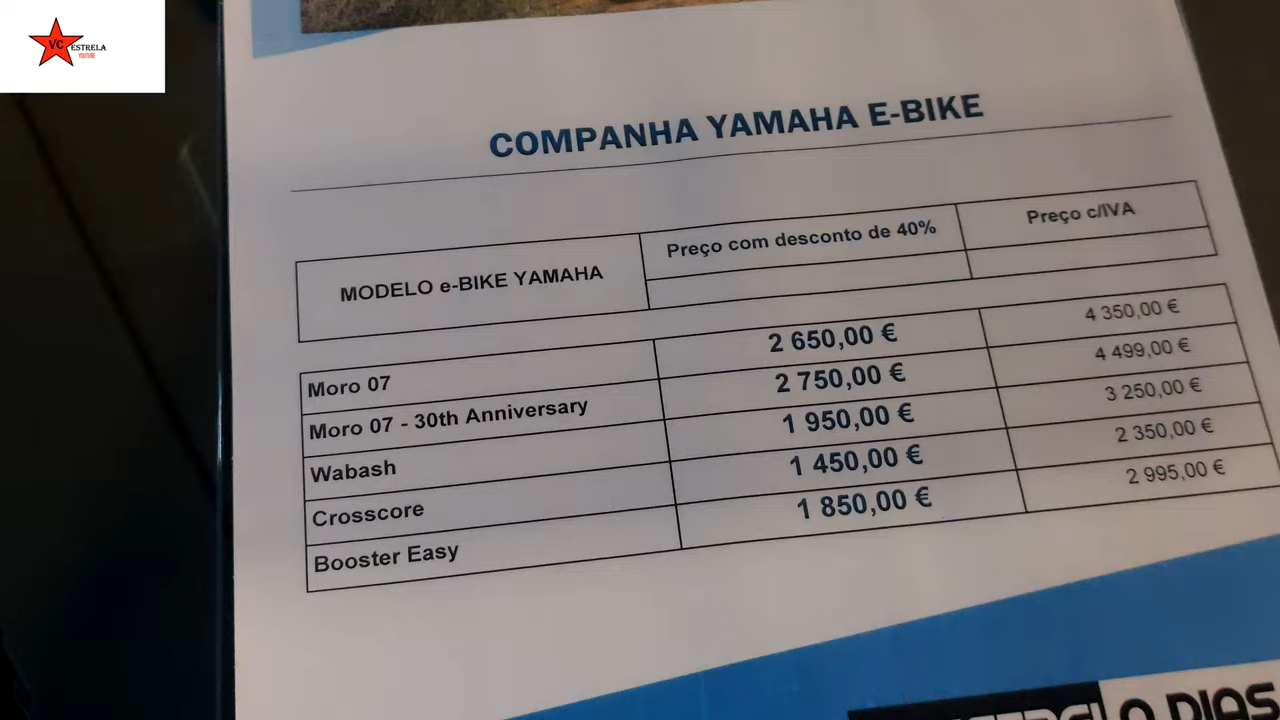 VC ESTRELA
YOUTUBE
COMPANHA YAMAHA E-BIKE
MODELO e-BIKE YAMAHA Preço com desconto de 40% Preço c/IVA
Moro 07 2 650,00 € 4 350,00 €
Moro 07 - 30th Anniversary 2 750,00 € 4 499,00 €
Wabash 1 950,00 € 3 250,00 €
Crosscore 1 450,00 € 2 350,00 €
Booster Easy 1 850,00 € 2 995,00 €
DIAS